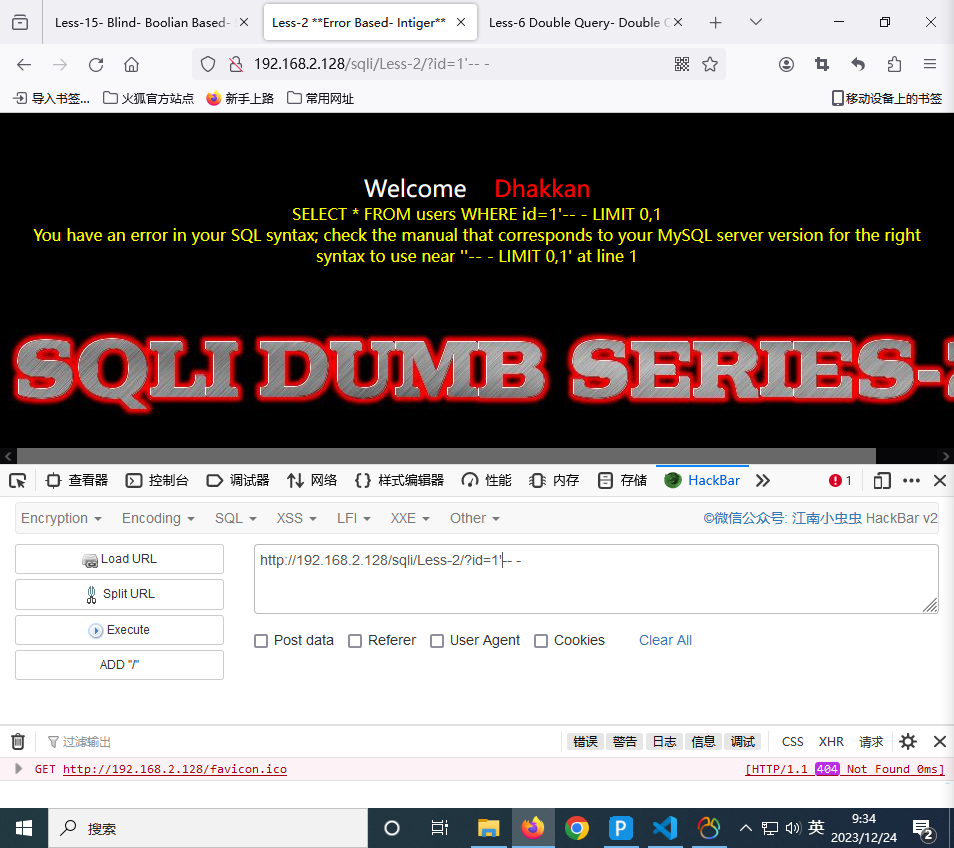 Less-15- Blind- Boolian Based-
Less-2 **Error Based- Intiger**
Less-6 Double Query- Double
192.168.2.128/sqli/Less-2/?id=1'-- -
导入书签... 火狐官方站点 新手上路 常用网址 移动设备上的书签
Welcome Dhakkan
SELECT * FROM users WHERE id=1'-- - LIMIT 0,1
You have an error in your SQL syntax; check the manual that corresponds to your MySQL server version for the right
syntax to use near ''-- - LIMIT 0,1' at line 1
SQLI DUMB SERIES-2
查看器 控制台 调试器 网络 样式编辑器 性能 内存 存储 HackBar 1
Encryption Encoding SQL XSS LFI XXE Other ©微信公众号: 江南小虫虫 HackBar v2
Load URL
http://192.168.2.128/sqli/Less-2/?id=1'-- -
Split URL
Execute
Post data Referer User Agent Cookies Clear All
ADD "/"
过滤输出 错误 警告 日志 信息 调试 CSS XHR 请求
GET http://192.168.2.128/favicon.ico [HTTP/1.1 404 Not Found 0ms]
搜索 英 9:34
2023/12/24 2